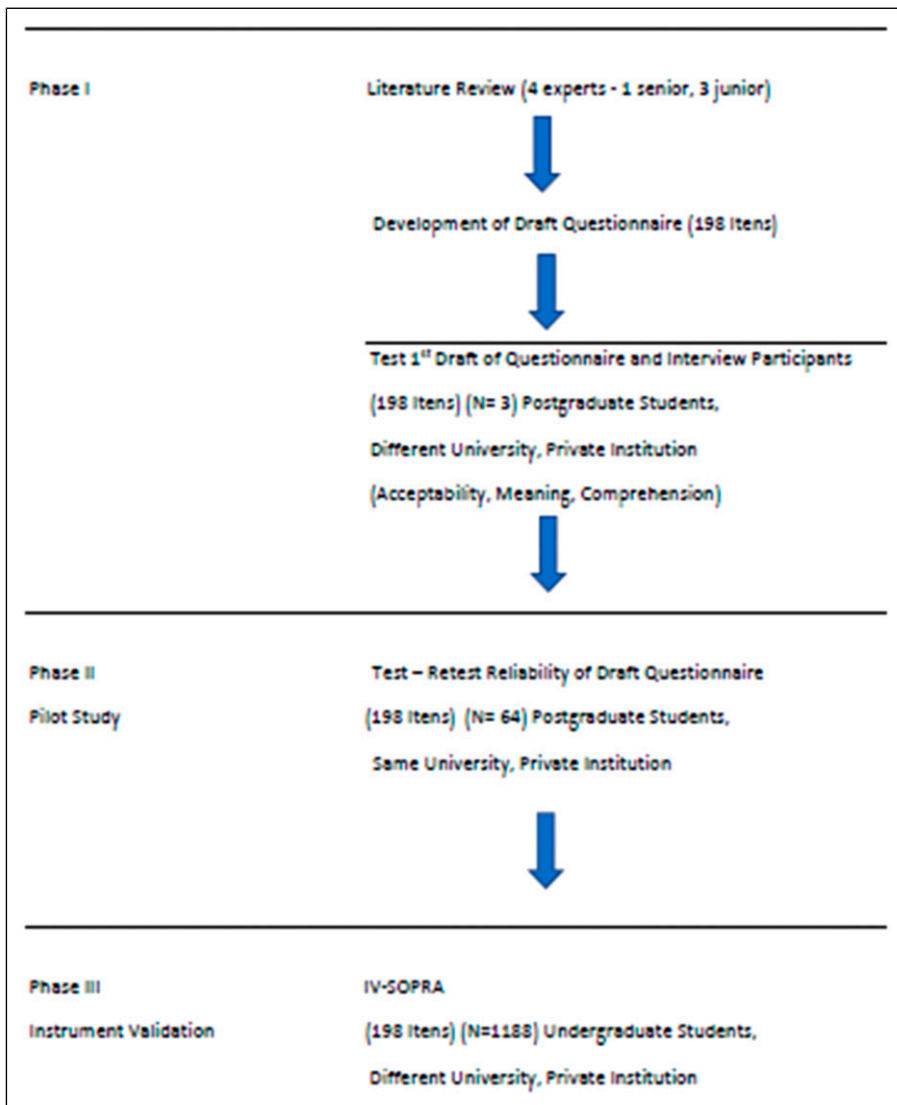 Phase I
Literature Review (4 experts - 1 senior, 3 junior)
Development of Draft Questionnaire (198 Itens)
Test 1st Draft of Questionnaire and Interview Participants
(198 Itens) (N= 3) Postgraduate Students,
Different University, Private Institution
(Acceptability, Meaning, Comprehension)
Phase II
Test – Retest Reliability of Draft Questionnaire
Pilot Study
(198 Itens) (N= 64) Postgraduate Students,
Same University, Private Institution
Phase III
IV-SOPRA
Instrument Validation
(198 Itens) (N=1188) Undergraduate Students,
Different University, Private Institution